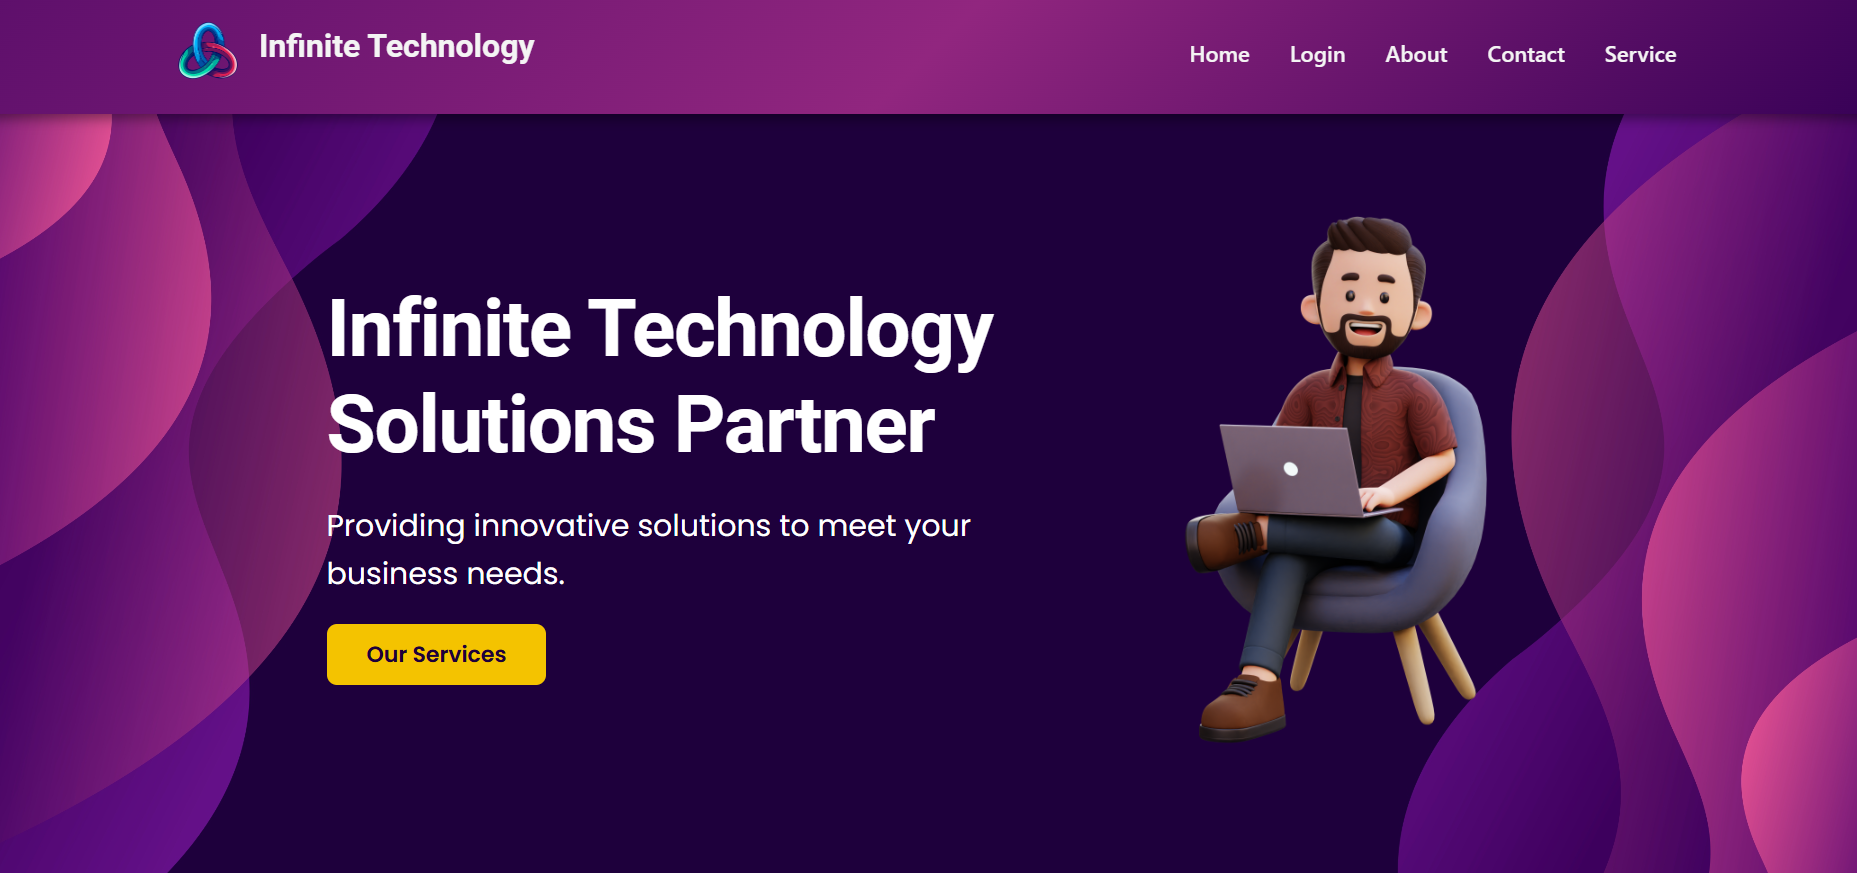 Infinite Technology
Home Login About Contact Service
Infinite Technology
Solutions Partner
Providing innovative solutions to meet your
business needs.
Our Services